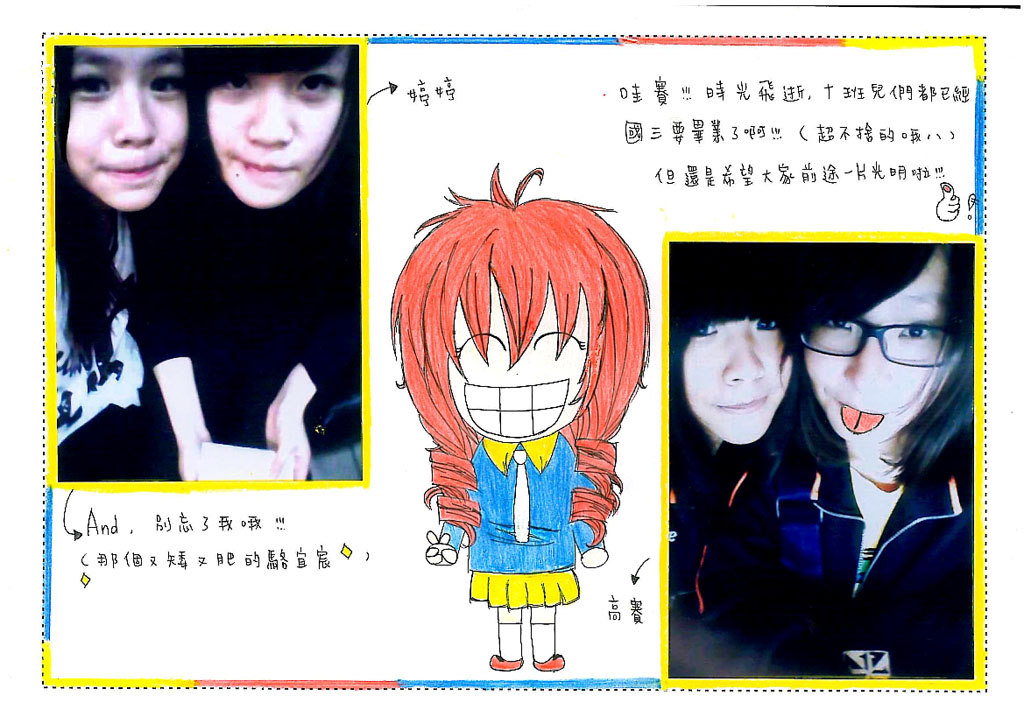 婷婷
哇賽!!! 時光飛逝, 十班兒們都已經
國三要畢業了啊!!! (超不捨的哦八)
但還是希望大家前途一片光明啦!!!
And, 別忘了我哦!!!
(那個又矮又肥的駱宜宸)
高賽